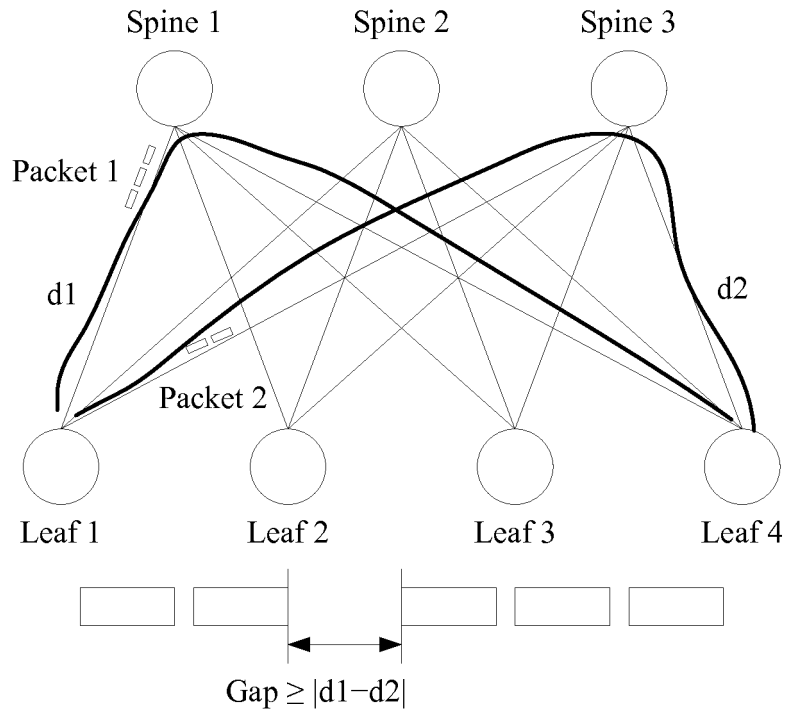 Spine 1
Spine 2
Spine 3
Packet 1
d1
d2
Packet 2
Leaf 1
Leaf 2
Leaf 3
Leaf 4
Gap ≥ |d1−d2|